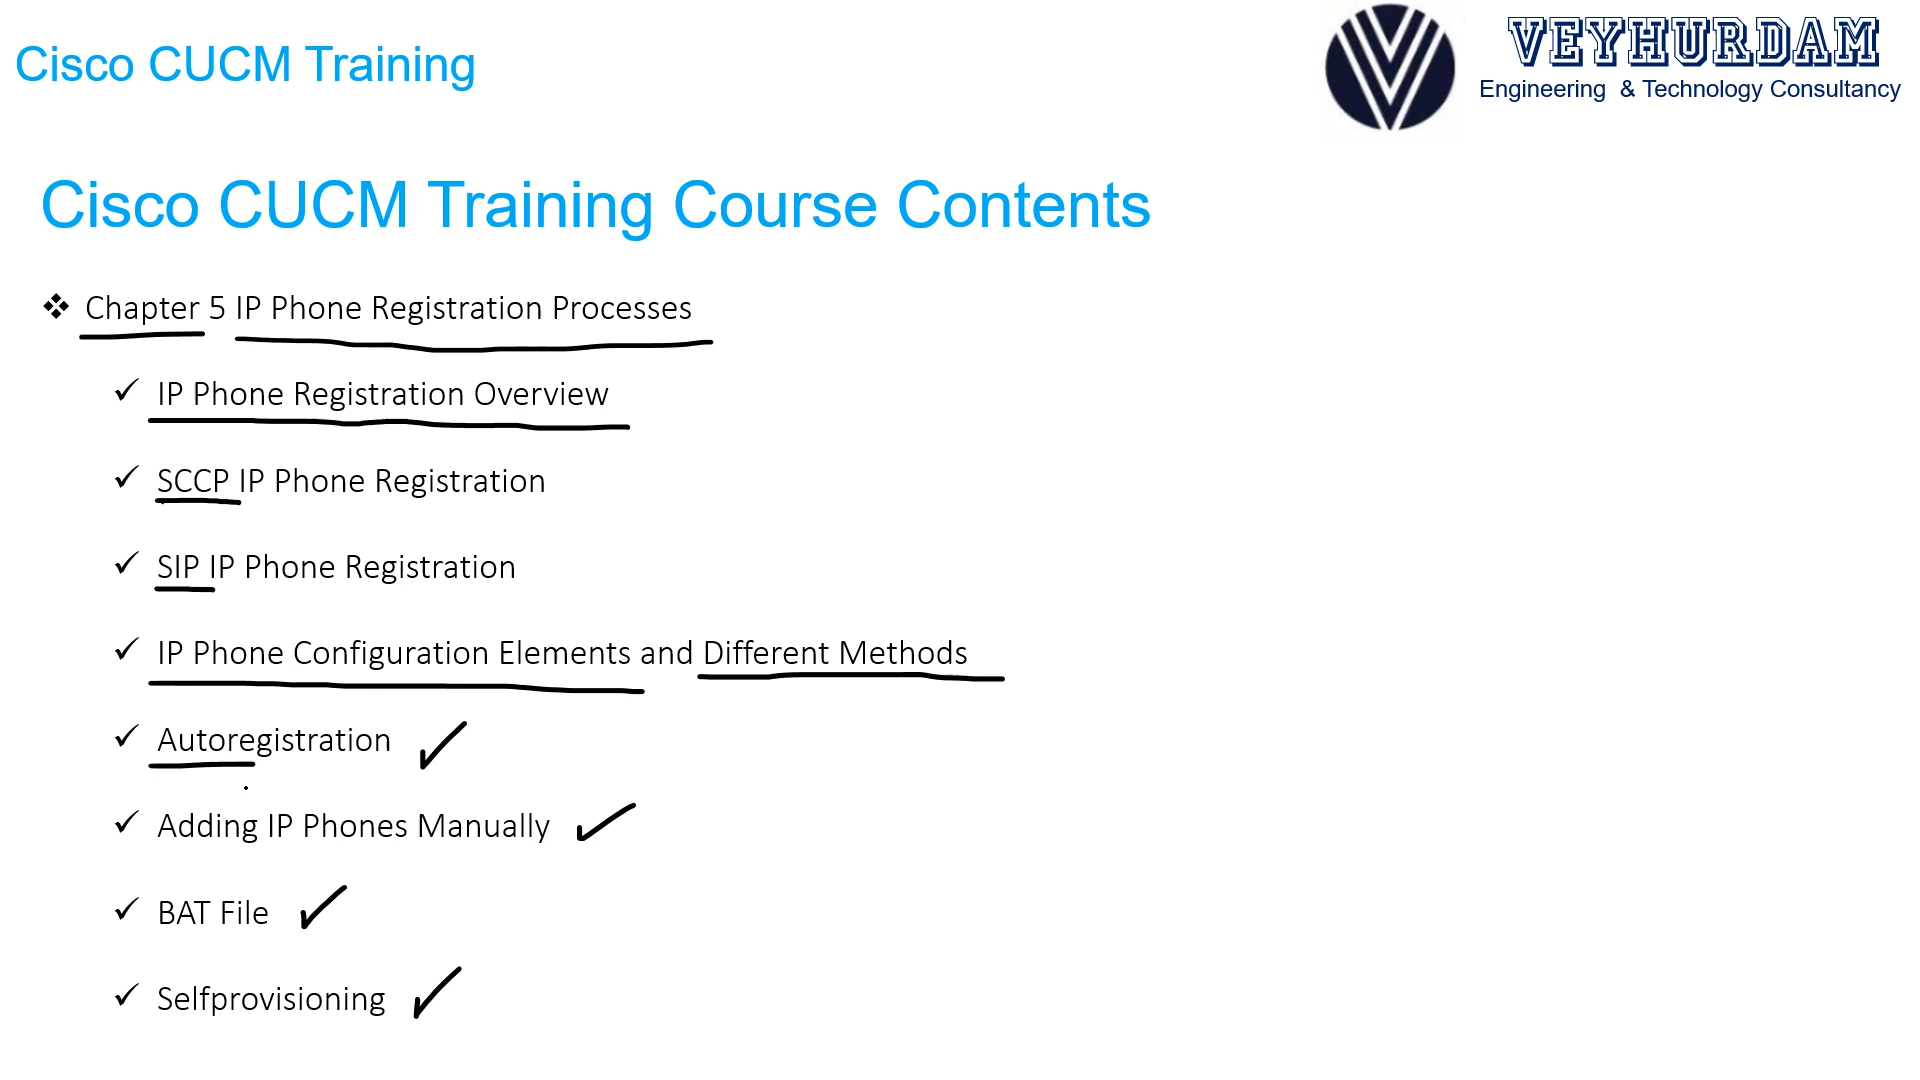 Cisco CUCM Training
VEYHURDAM
Engineering & Technology Consultancy
Cisco CUCM Training Course Contents
❖ Chapter 5 IP Phone Registration Processes
✓ IP Phone Registration Overview
✓ SCCP IP Phone Registration
✓ SIP IP Phone Registration
✓ IP Phone Configuration Elements and Different Methods
✓ Autoregistration ✓
✓ Adding IP Phones Manually ✓
✓ BAT File ✓
✓ Selfprovisioning ✓